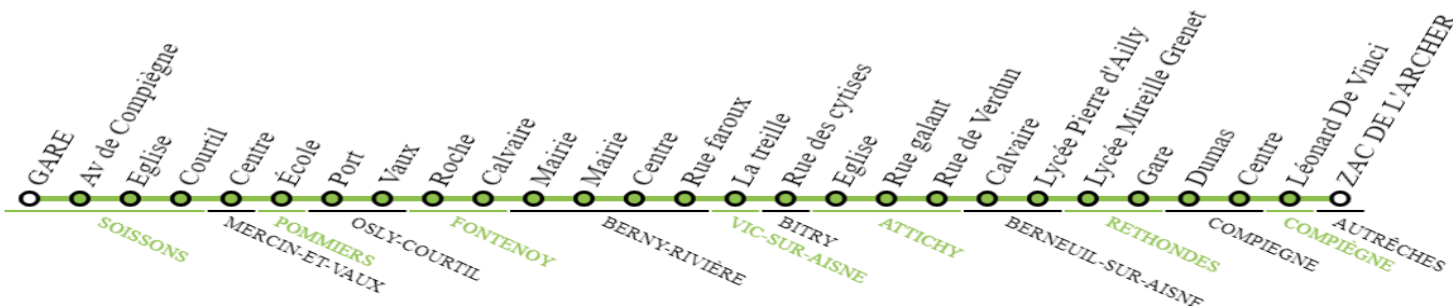 GARE
Av de Compiègne
Eglise
Courtil
Centre
École
Port
Vaux
Roche
Calvaire
Mairie
Mairie
Centre
Rue faroux
La treille
Rue des cytises
Eglise
Rue galant
Rue de Verdun
Calvaire
Lycée Pierre d'Ailly
Lycée Mireille Grenet
Gare
Dumas
Centre
Léonard De Vinci
ZAC DE L'ARCHER
SOISSONS
MERCIN-ET-VAUX
POMMIERS
OSLY-COURTIL
FONTENOY
BERNY-RIVIÈRE
VIC-SUR-AISNE
BITRY
ATTICHY
BERNEUIL-SUR-AISNE
RETHONDES
COMPIEGNE
COMPIÈGNE
AUTRÊCHES